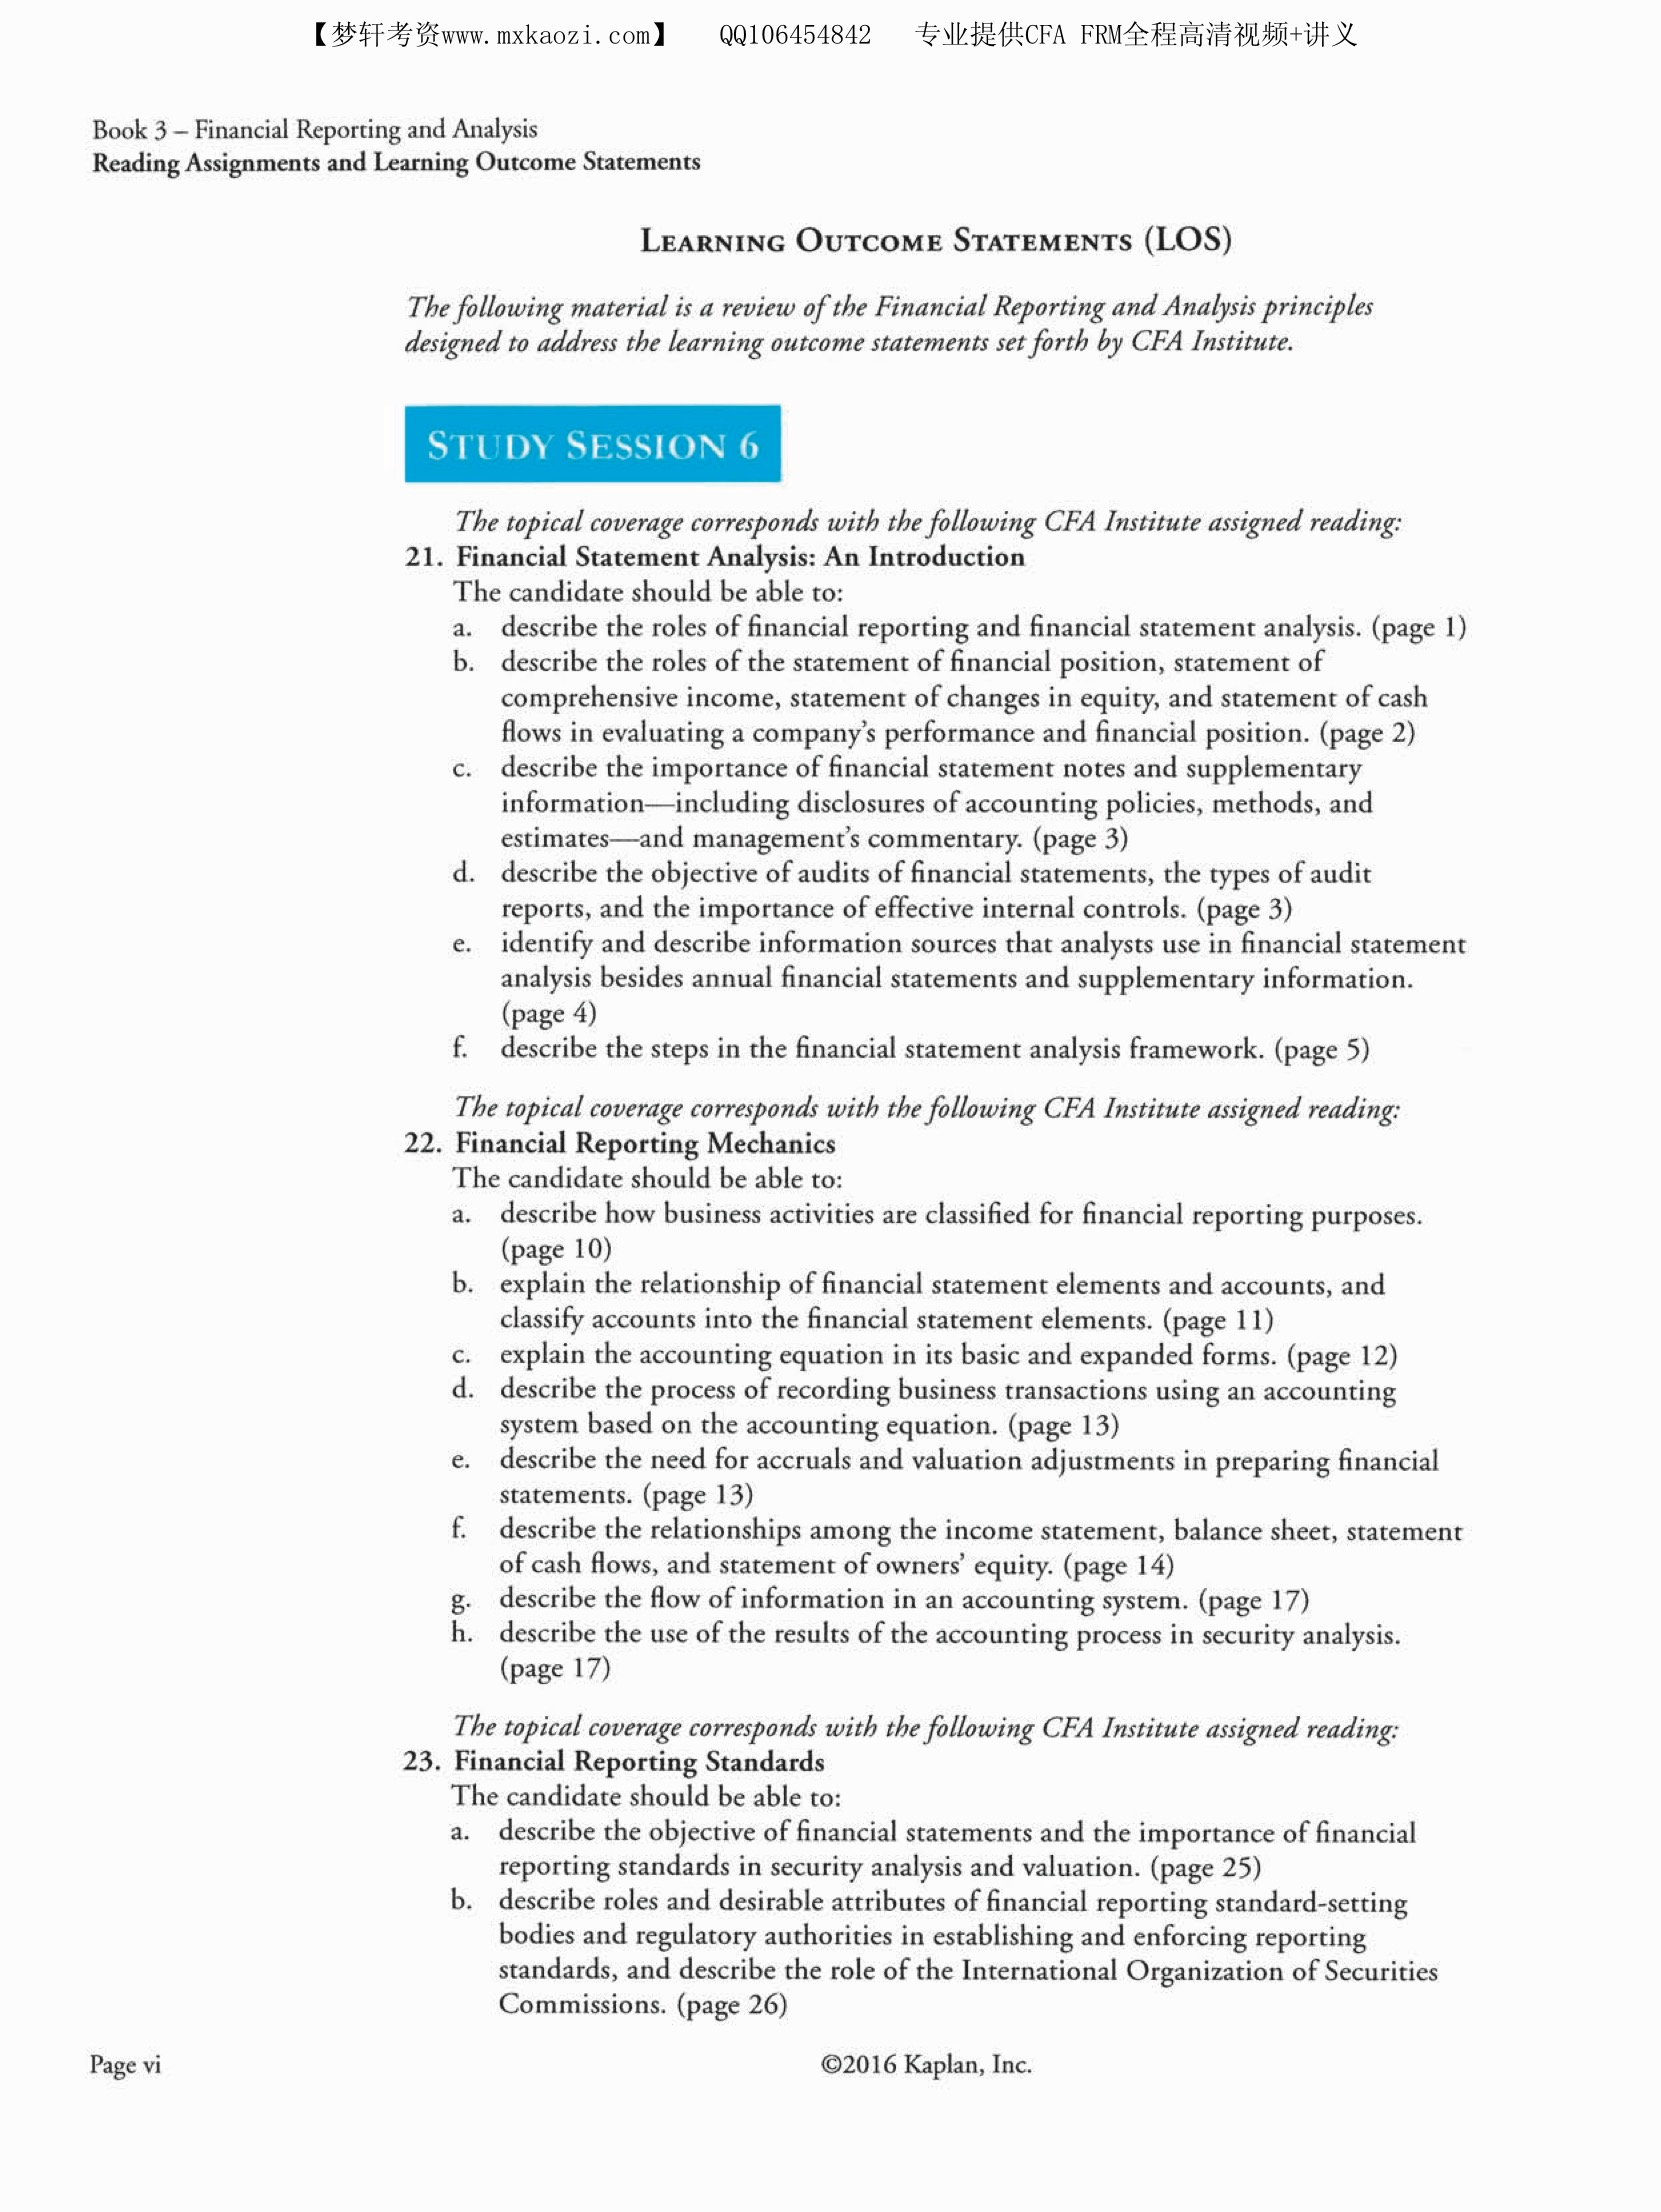 【梦轩考资www.mxkaozi.com】 QQ106454842 专业提供CFA FRM全程高清视频+讲义
Book 3 – Financial Reporting and Analysis
Reading Assignments and Learning Outcome Statements
LEARNING OUTCOME STATEMENTS (LOS)
The following material is a review of the Financial Reporting and Analysis principles
designed to address the learning outcome statements set forth by CFA Institute.
STUDY SESSION 6
The topical coverage corresponds with the following CFA Institute assigned reading:
21. Financial Statement Analysis: An Introduction
The candidate should be able to:
a. describe the roles of financial reporting and financial statement analysis. (page 1)
b. describe the roles of the statement of financial position, statement of
comprehensive income, statement of changes in equity, and statement of cash
flows in evaluating a company's performance and financial position. (page 2)
c. describe the importance of financial statement notes and supplementary
information—including disclosures of accounting policies, methods, and
estimates—and management's commentary. (page 3)
d. describe the objective of audits of financial statements, the types of audit
reports, and the importance of effective internal controls. (page 3)
e. identify and describe information sources that analysts use in financial statement
analysis besides annual financial statements and supplementary information.
(page 4)
f. describe the steps in the financial statement analysis framework. (page 5)
The topical coverage corresponds with the following CFA Institute assigned reading:
22. Financial Reporting Mechanics
The candidate should be able to:
a. describe how business activities are classified for financial reporting purposes.
(page 10)
b. explain the relationship of financial statement elements and accounts, and
classify accounts into the financial statement elements. (page 11)
c. explain the accounting equation in its basic and expanded forms. (page 12)
d. describe the process of recording business transactions using an accounting
system based on the accounting equation. (page 13)
e. describe the need for accruals and valuation adjustments in preparing financial
statements. (page 13)
f. describe the relationships among the income statement, balance sheet, statement
of cash flows, and statement of owners' equity. (page 14)
g. describe the flow of information in an accounting system. (page 17)
h. describe the use of the results of the accounting process in security analysis.
(page 17)
The topical coverage corresponds with the following CFA Institute assigned reading:
23. Financial Reporting Standards
The candidate should be able to:
a. describe the objective of financial statements and the importance of financial
reporting standards in security analysis and valuation. (page 25)
b. describe roles and desirable attributes of financial reporting standard-setting
bodies and regulatory authorities in establishing and enforcing reporting
standards, and describe the role of the International Organization of Securities
Commissions. (page 26)
Page vi
©2016 Kaplan, Inc.